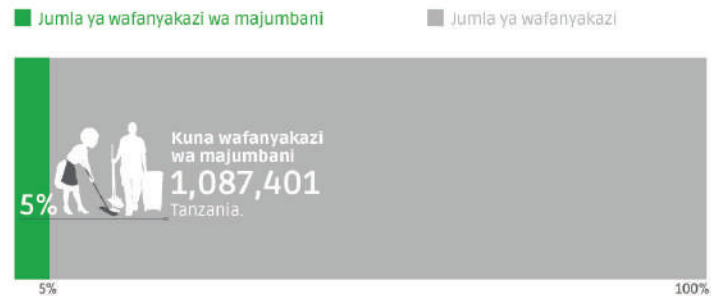 Jumla ya wafanyakazi wa majumbani
Jumla ya wafanyakazi
Kuna wafanyakazi
wa majumbani
1,087,401
Tanzania.
5%
5%
100%